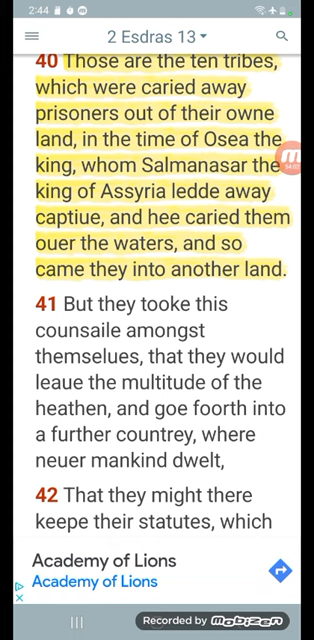 2:44
2 Esdras 13
40 Those are the ten tribes,
which were caried away
prisoners out of their owne
land, in the time of Osea the
king, whom Salmanasar the
king of Assyria ledde away
captiue, and hee caried them
ouer the waters, and so
came they into another land.
41 But they tooke this
counsaile amongst
themselues, that they would
leaue the multitude of the
heathen, and goe foorth into
a further countrey, where
neuer mankind dwelt,
42 That they might there
keepe their statutes, which
Academy of Lions
Academy of Lions
Recorded by mobizen